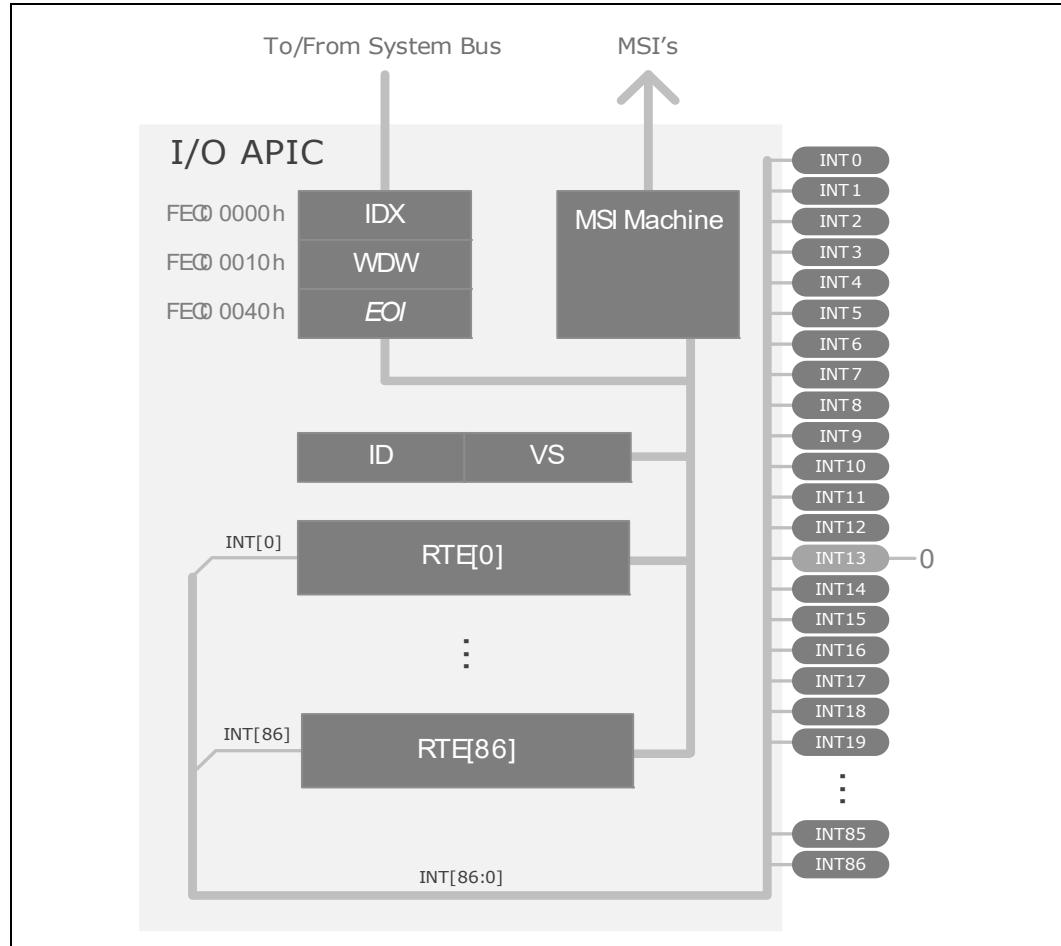 To/From System Bus
MSI's
I/O APIC
FEC0 0000h
IDX
FEC0 0010h
WDW
FEC0 0040h
EOI
MSI Machine
ID
VS
INT[0]
RTE[0]
⋮
INT[86]
RTE[86]
INT[86:0]
INT0
INT1
INT2
INT3
INT4
INT5
INT6
INT7
INT8
INT9
INT10
INT11
INT12
INT13
0
INT14
INT15
INT16
INT17
INT18
INT19
⋮
INT85
INT86